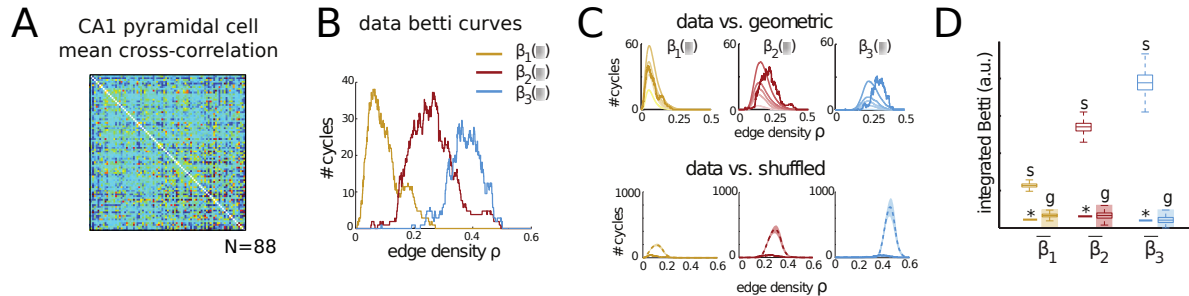 A
CA1 pyramidal cell
mean cross-correlation
N=88
B
data betti curves
β1( )
β2( )
β3( )
#cycles
40
30
20
10
0
0 0.2 0.4 0.6
edge density ρ
C
data vs. geometric
60 60 60
β1( ) β2( ) β3( )
#cycles
0 0 0
0 0.5 0 0.5 0 0.5
edge density ρ
data vs. shuffled
1000 1000 1000
#cycles
0 0.2 0.4 0.6 0 0.2 0.4 0.6 0 0.2 0.4 0.6
edge density ρ
D
integrated Betti (a.u.)
s s s
* g * g * g
β1 β2 β3